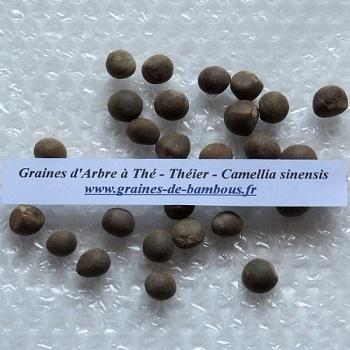 Graines d'Arbre à Thé - Théier - Camellia sinensis
www.graines-de-bambous.fr